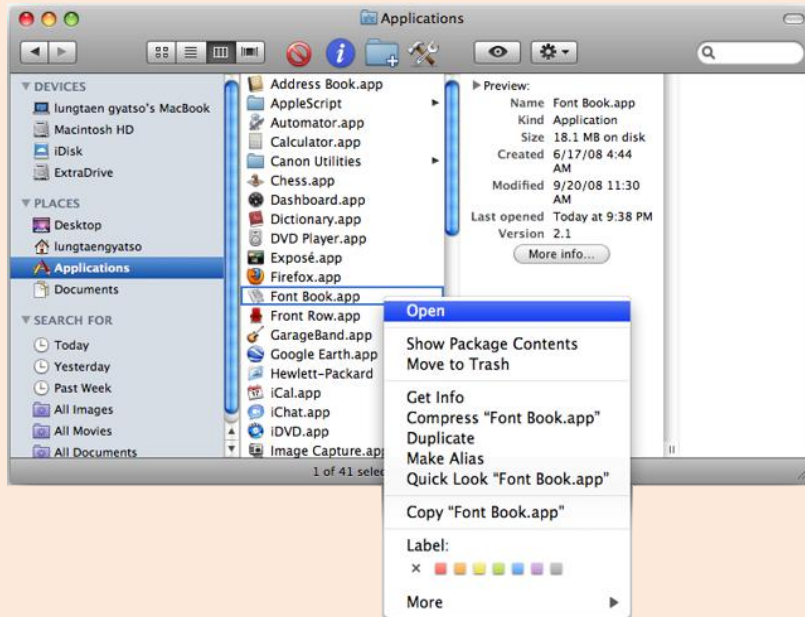 Applications
DEVICES
lungtaen gyatso's MacBook
Macintosh HD
iDisk
ExtraDrive
PLACES
Desktop
lungtaengyatso
Applications
Documents
SEARCH FOR
Today
Yesterday
Past Week
All Images
All Movies
All Documents
Address Book.app
AppleScript
Automator.app
Calculator.app
Canon Utilities
Chess.app
Dashboard.app
Dictionary.app
DVD Player.app
Exposé.app
Firefox.app
Font Book.app
Front Row.app
GarageBand.app
Google Earth.app
Hewlett-Packard
iCal.app
iChat.app
iDVD.app
Image Capture.app
Preview:
Name Font Book.app
Kind Application
Size 18.1 MB on disk
Created 6/17/08 4:44
AM
Modified 9/20/08 11:30
AM
Last opened Today at 9:38 PM
Version 2.1
More info...
Open
Show Package Contents
Move to Trash
Get Info
Compress “Font Book.app”
Duplicate
Make Alias
Quick Look “Font Book.app”
Copy “Font Book.app”
Label:
More
1 of 41